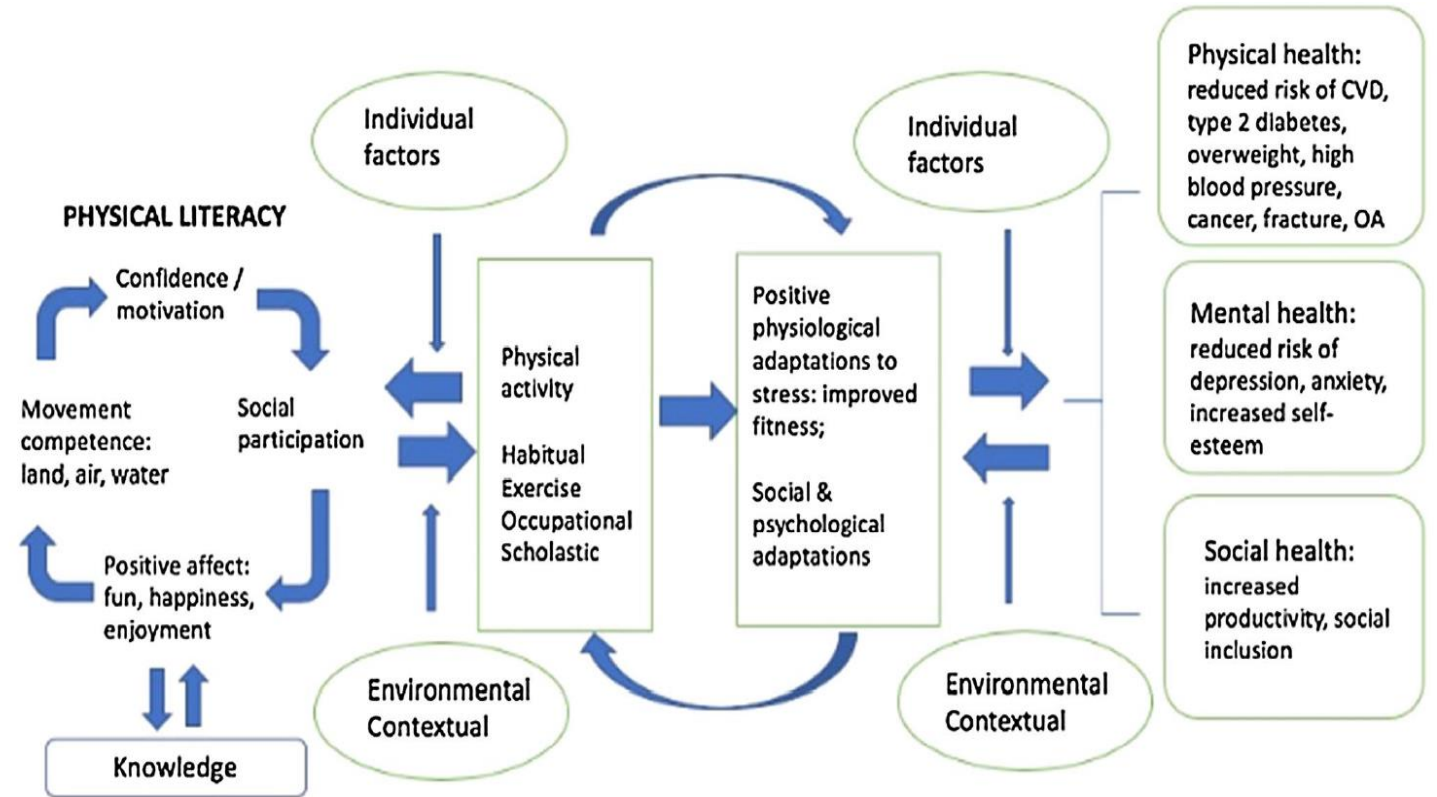 PHYSICAL LITERACY
Confidence /
motivation
Movement
competence:
land, air, water
Social
participation
Positive affect:
fun, happiness,
enjoyment
Knowledge
Individual
factors
Environmental
Contextual
Physical
activity
Habitual
Exercise
Occupational
Scholastic
Positive
physiological
adaptations to
stress: improved
fitness;
Social &
psychological
adaptations
Individual
factors
Environmental
Contextual
Physical health:
reduced risk of CVD,
type 2 diabetes,
overweight, high
blood pressure,
cancer, fracture, OA
Mental health:
reduced risk of
depression, anxiety,
increased self-
esteem
Social health:
increased
productivity, social
inclusion